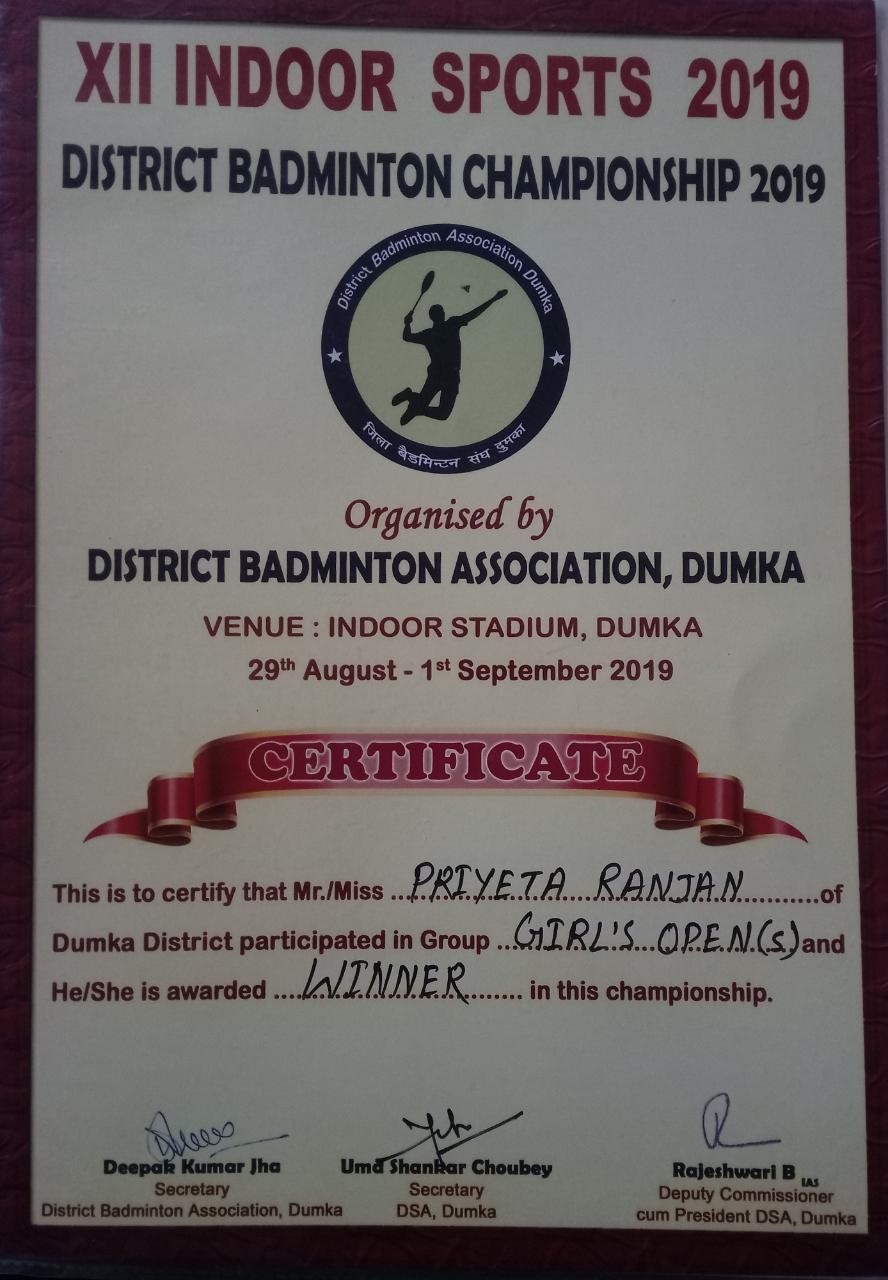 XII INDOOR SPORTS 2019
DISTRICT BADMINTON CHAMPIONSHIP 2019
District Badminton Association Dumka
जिला बैडमिन्टन संघ दुमका
Organised by
DISTRICT BADMINTON ASSOCIATION, DUMKA
VENUE : INDOOR STADIUM, DUMKA
29th August - 1st September 2019
CERTIFICATE
This is to certify that Mr./Miss ...PRIYETA RANJAN............of
Dumka District participated in Group ..GIRL'S...OPEN(S)and
He/She is awarded ....WINNER........ in this championship.
Deepak Kumar Jha
Secretary
District Badminton Association, Dumka
Uma Shankar Choubey
Secretary
DSA, Dumka
Rajeshwari B IAS
Deputy Commissioner
cum President DSA, Dumka